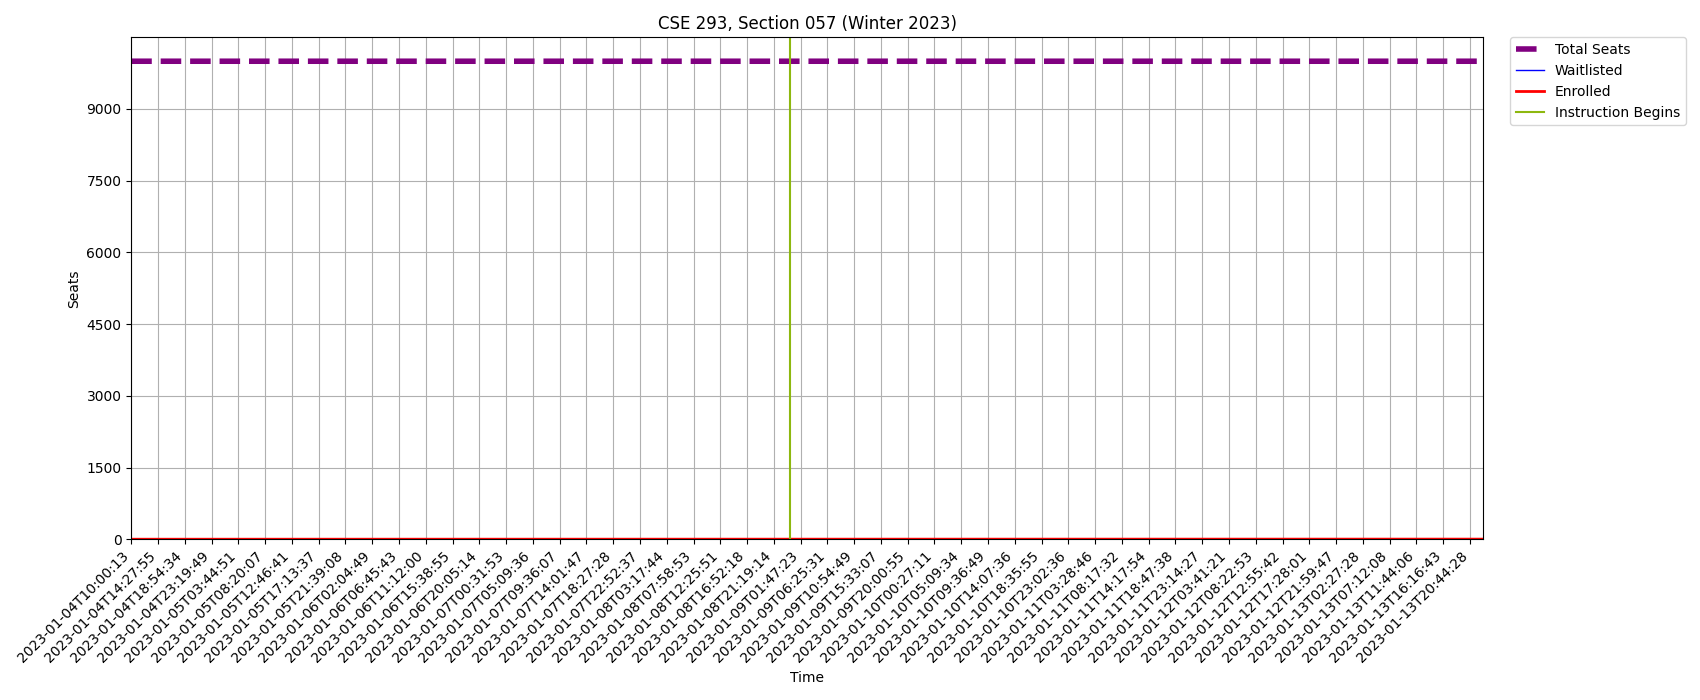 CSE 293, Section 057 (Winter 2023)
Total Seats
Waitlisted
Enrolled
Instruction Begins
Seats
9000
7500
6000
4500
3000
1500
0
2023-01-04T10:00:13
2023-01-04T14:27:55
2023-01-04T18:54:34
2023-01-04T23:19:49
2023-01-05T03:44:51
2023-01-05T08:20:07
2023-01-05T12:46:41
2023-01-05T17:13:37
2023-01-05T21:39:08
2023-01-06T02:04:49
2023-01-06T06:45:43
2023-01-06T11:12:00
2023-01-06T15:38:55
2023-01-06T20:05:14
2023-01-07T00:31:53
2023-01-07T05:09:36
2023-01-07T09:36:07
2023-01-07T14:01:47
2023-01-07T18:27:28
2023-01-07T22:52:37
2023-01-08T03:17:44
2023-01-08T07:58:53
2023-01-08T12:25:51
2023-01-08T16:52:18
2023-01-08T21:19:14
2023-01-09T01:47:23
2023-01-09T06:25:31
2023-01-09T10:54:49
2023-01-09T15:33:07
2023-01-09T20:00:55
2023-01-10T00:27:11
2023-01-10T05:09:34
2023-01-10T09:36:49
2023-01-10T14:07:36
2023-01-10T18:35:55
2023-01-10T23:02:36
2023-01-11T03:28:46
2023-01-11T08:17:32
2023-01-11T14:17:54
2023-01-11T18:47:38
2023-01-11T23:14:27
2023-01-12T03:41:21
2023-01-12T08:22:53
2023-01-12T12:55:42
2023-01-12T17:28:01
2023-01-12T21:59:47
2023-01-13T02:27:28
2023-01-13T07:12:08
2023-01-13T11:44:06
2023-01-13T16:16:43
2023-01-13T20:44:28
Time